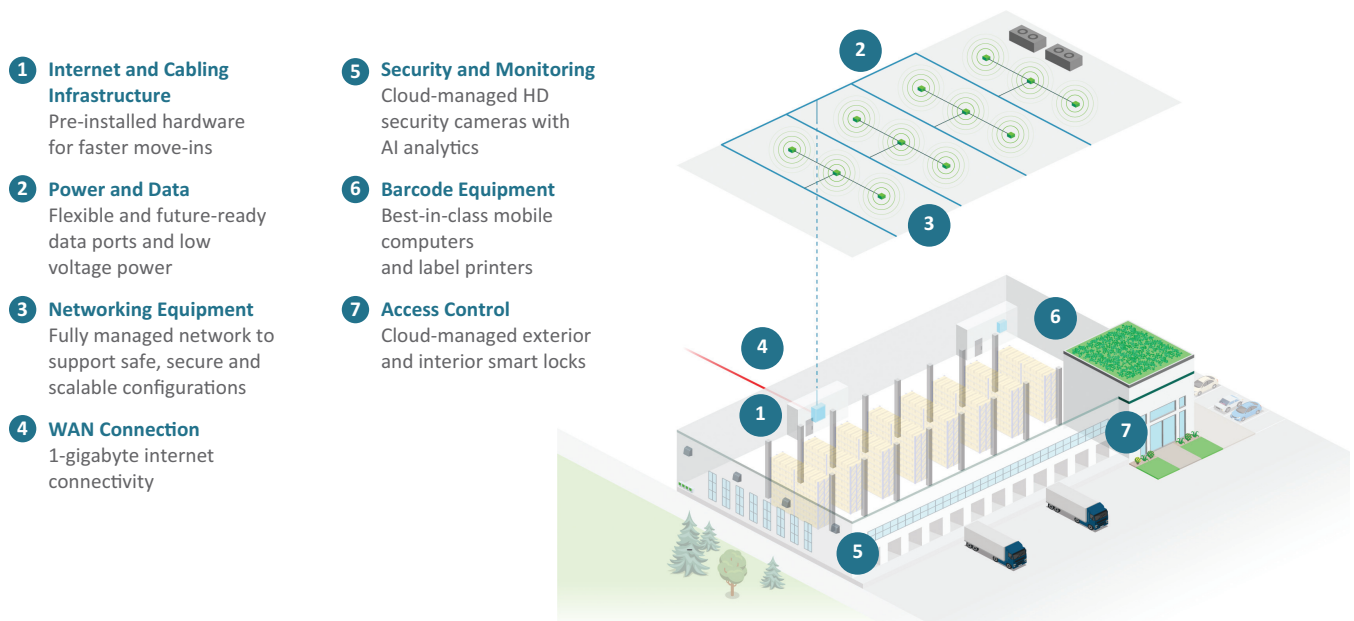 1 Internet and Cabling
Infrastructure
Pre-installed hardware
for faster move-ins
2 Power and Data
Flexible and future-ready
data ports and low
voltage power
3 Networking Equipment
Fully managed network to
support safe, secure and
scalable configurations
4 WAN Connection
1-gigabyte internet
connectivity
5 Security and Monitoring
Cloud-managed HD
security cameras with
AI analytics
6 Barcode Equipment
Best-in-class mobile
computers
and label printers
7 Access Control
Cloud-managed exterior
and interior smart locks
2
3
6
4
1
7
5